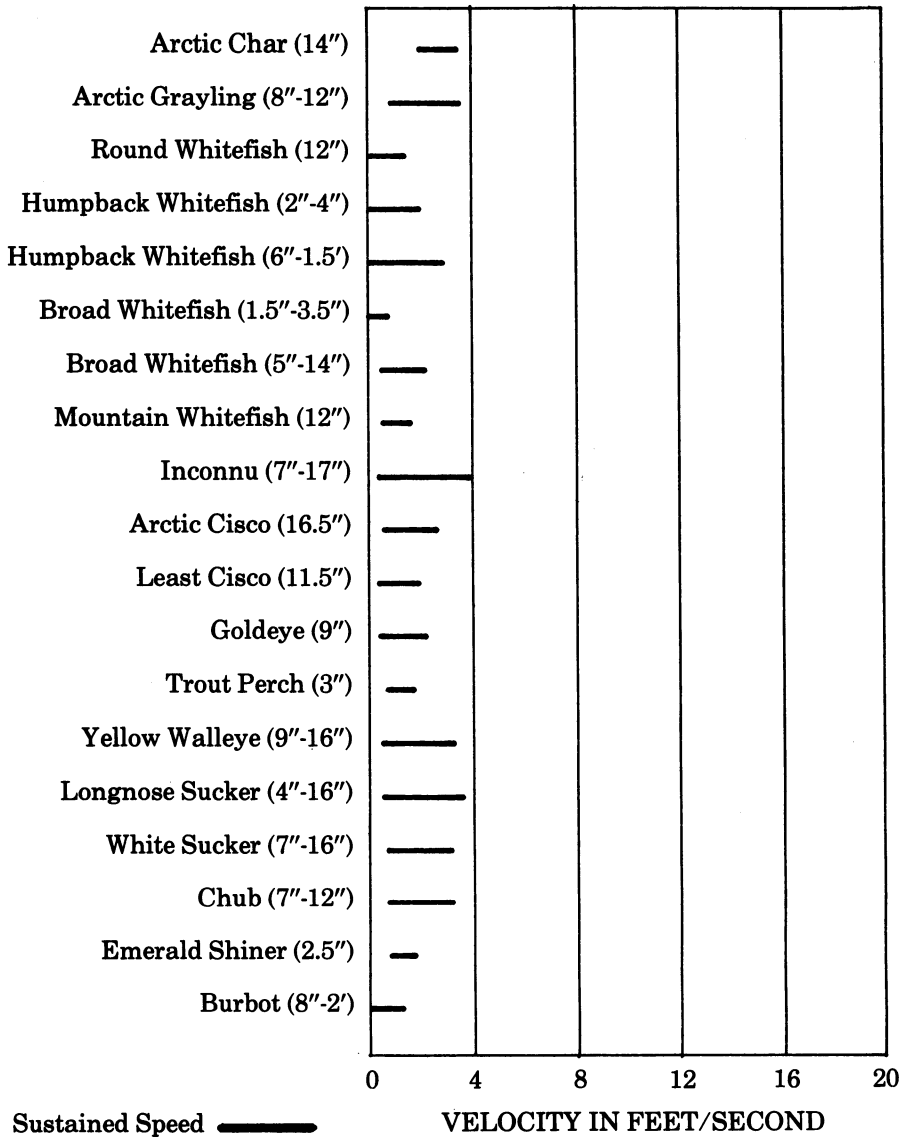 Arctic Char (14″)
Arctic Grayling (8″-12″)
Round Whitefish (12″)
Humpback Whitefish (2″-4″)
Humpback Whitefish (6″-1.5′)
Broad Whitefish (1.5″-3.5″)
Broad Whitefish (5″-14″)
Mountain Whitefish (12″)
Inconnu (7″-17″)
Arctic Cisco (16.5″)
Least Cisco (11.5″)
Goldeye (9″)
Trout Perch (3″)
Yellow Walleye (9″-16″)
Longnose Sucker (4″-16″)
White Sucker (7″-16″)
Chub (7″-12″)
Emerald Shiner (2.5″)
Burbot (8″-2′)
0 4 8 12 16 20
Sustained Speed VELOCITY IN FEET/SECOND